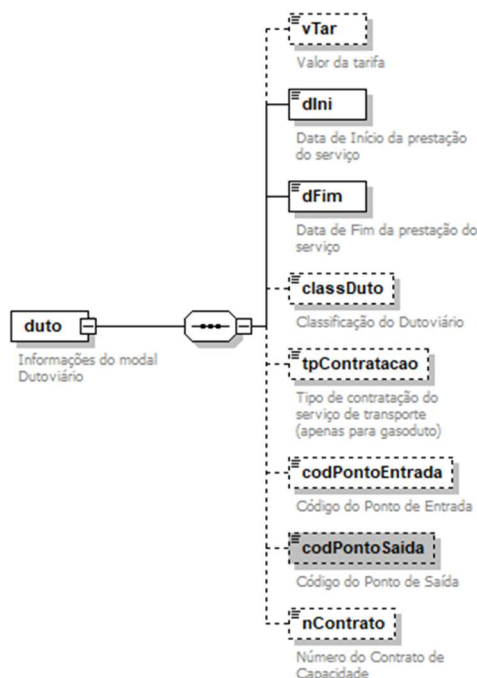 vTar
Valor da tarifa
dIni
Data de Início da prestação
do serviço
dFim
Data de Fim da prestação do
serviço
classDuto
Classificação do Dutoviário
duto
Informações do modal
Dutoviário
tpContratacao
Tipo de contratação do
serviço de transporte
(apenas para gasoduto)
codPontoEntrada
Código do Ponto de Entrada
codPontoSaida
Código do Ponto de Saída
nContrato
Número do Contrato de
Capacidade